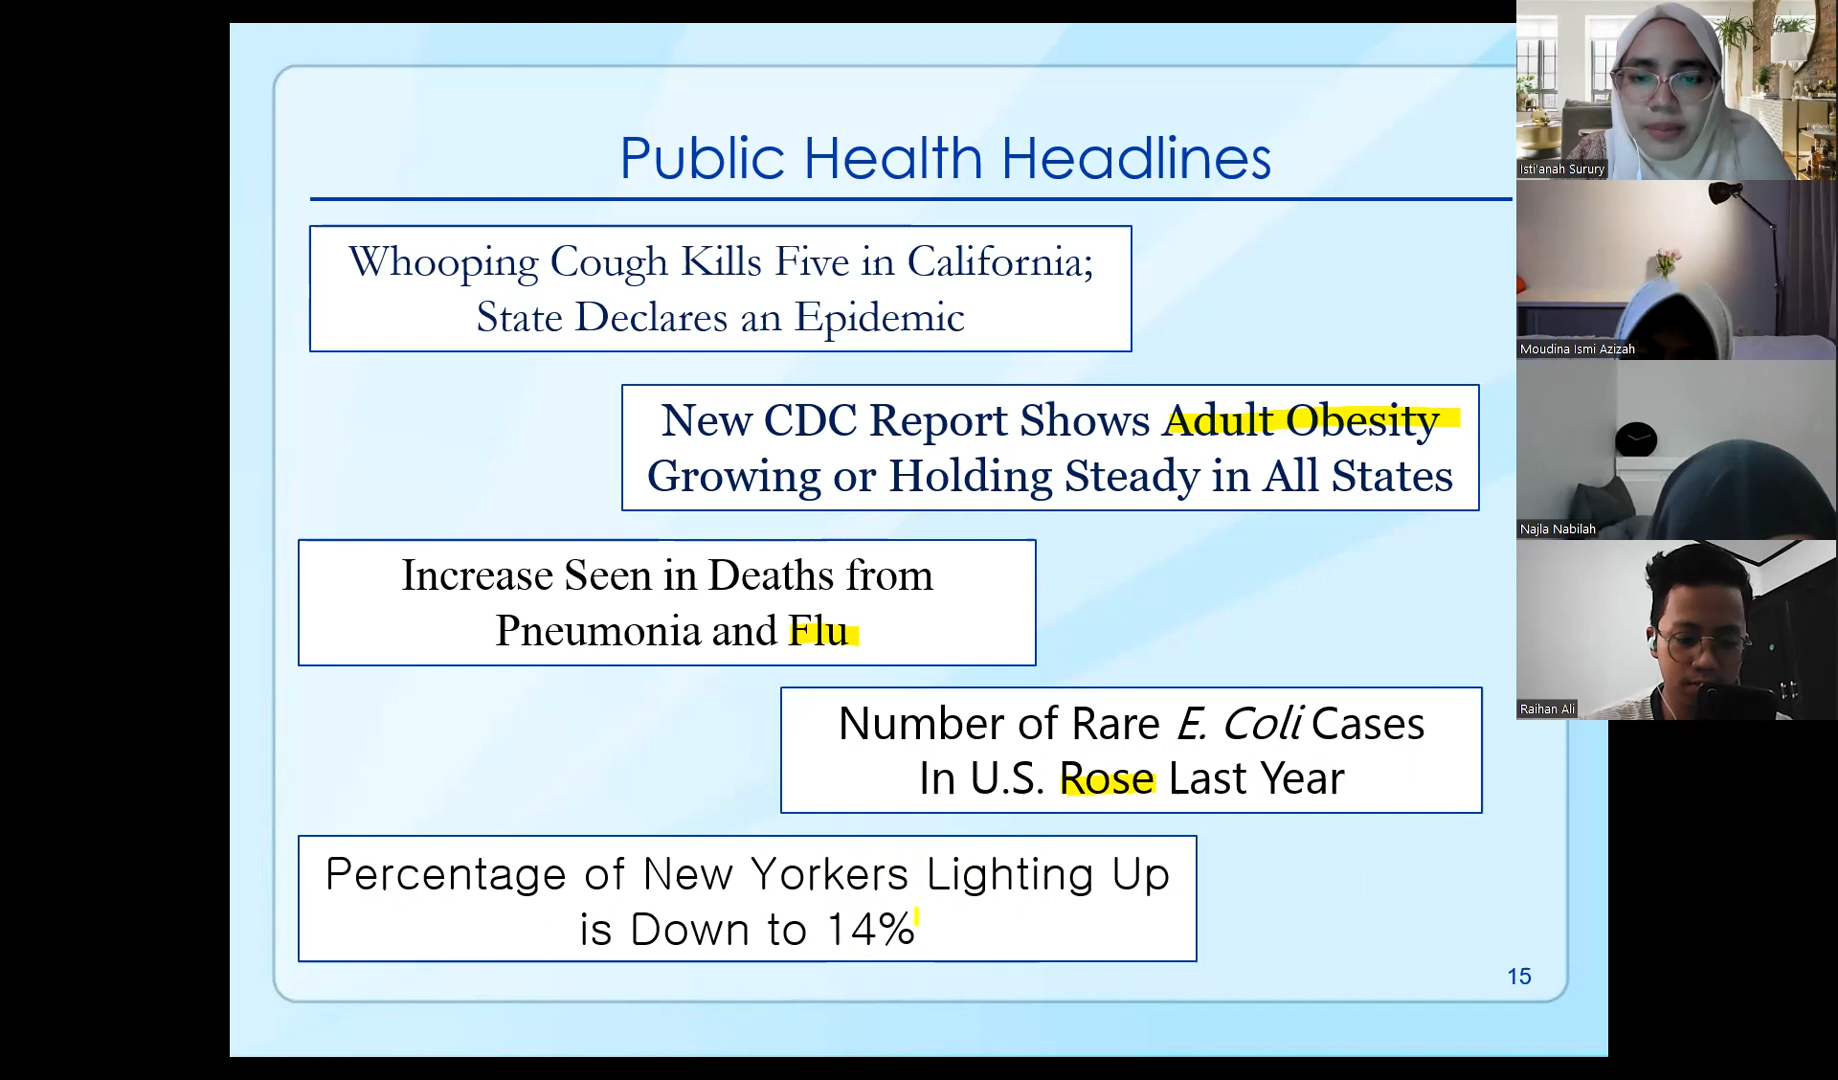 Public Health Headlines
Whooping Cough Kills Five in California;
State Declares an Epidemic
New CDC Report Shows Adult Obesity
Growing or Holding Steady in All States
Increase Seen in Deaths from
Pneumonia and Flu
Number of Rare E. Coli Cases
In U.S. Rose Last Year
Percentage of New Yorkers Lighting Up
is Down to 14%
15
Isti'anah Surury
Moudina Ismi Azizah
Najla Nabilah
Raihan Ali